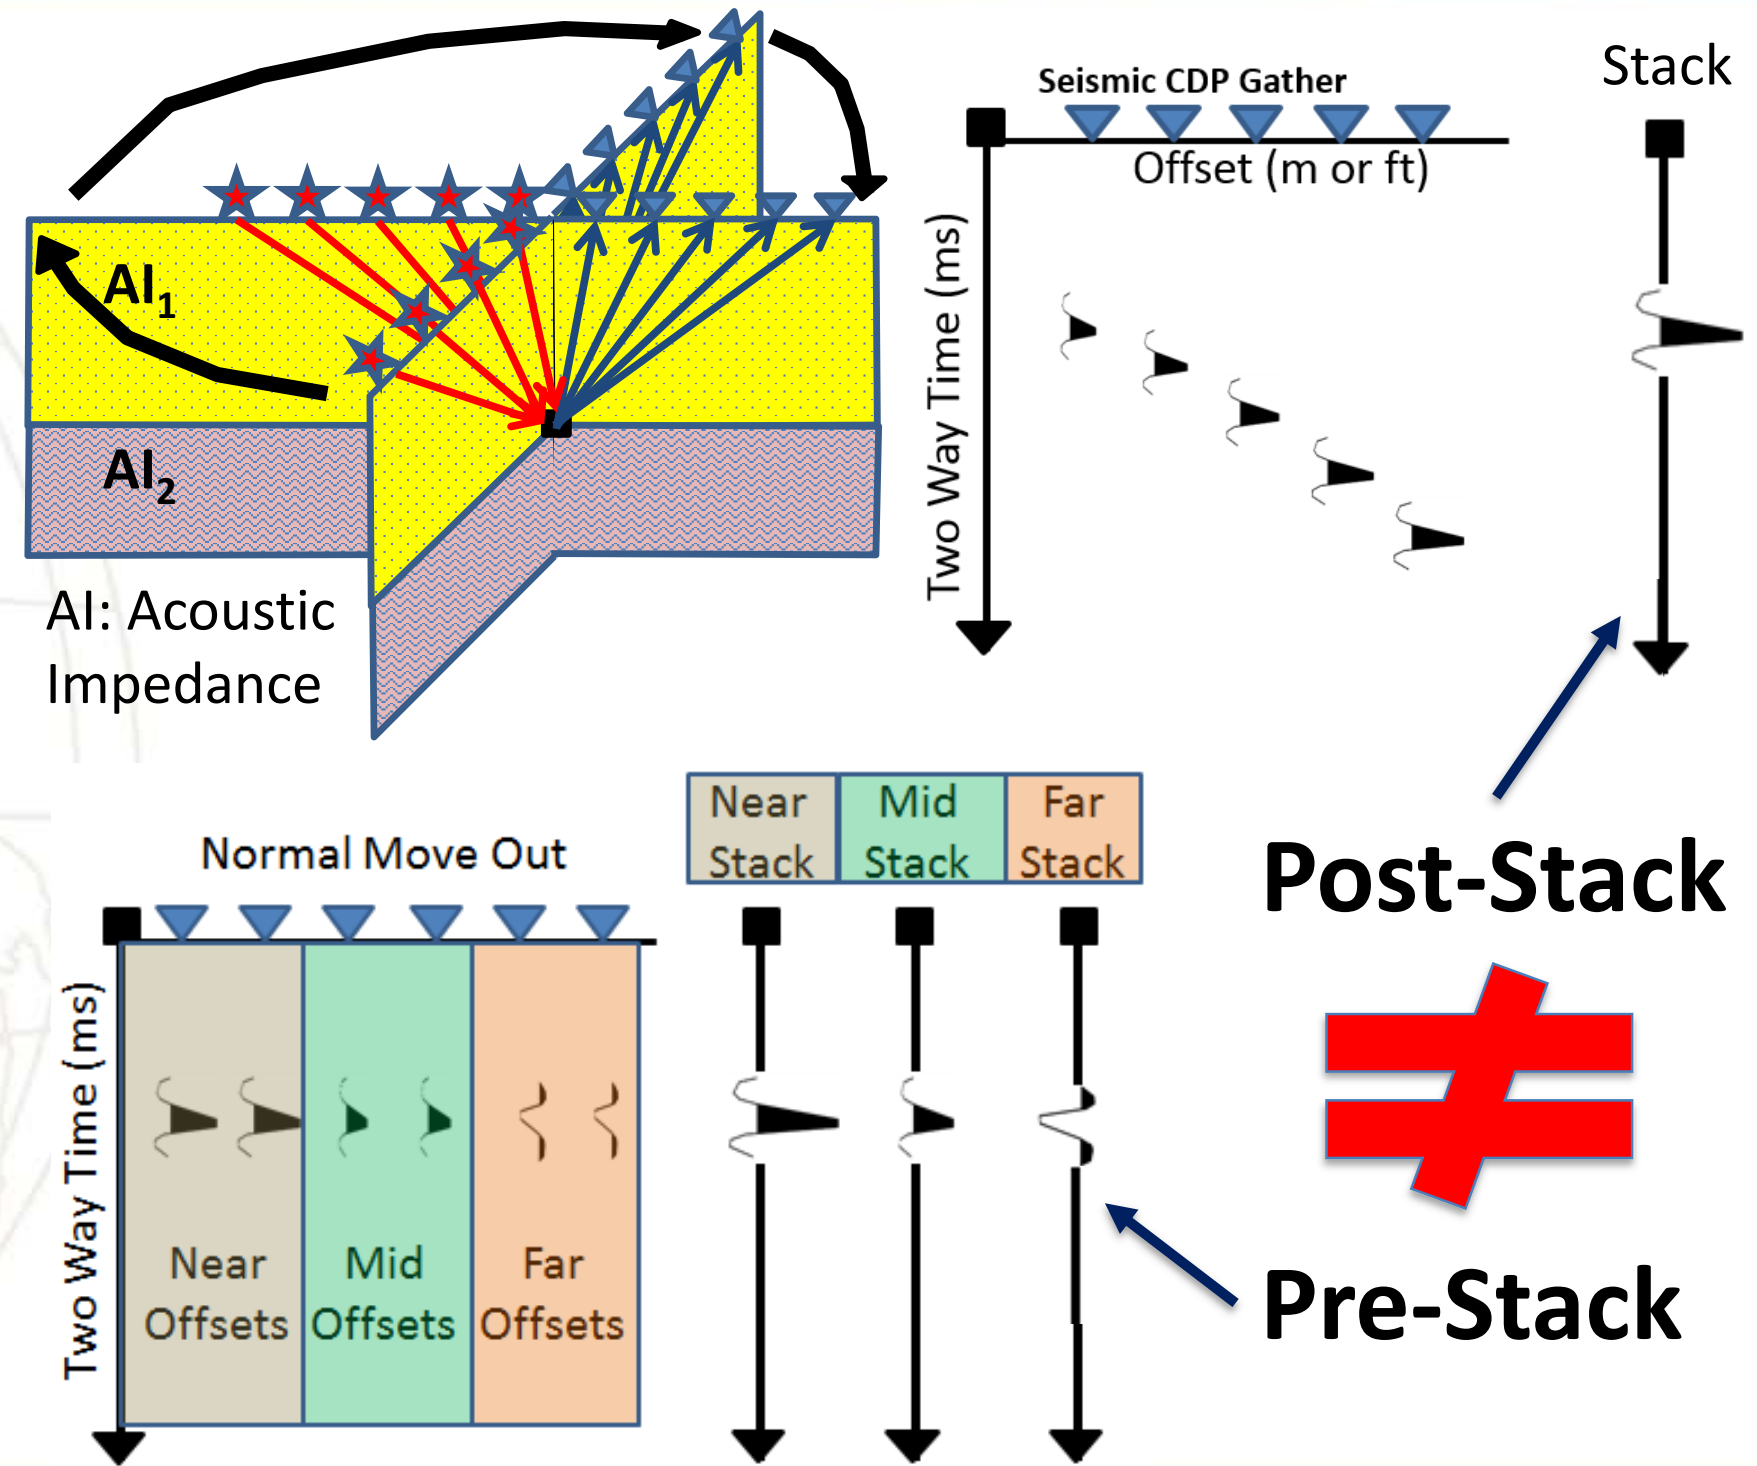 AI1
AI2
AI: Acoustic
Impedance
Seismic CDP Gather
Offset (m or ft)
Two Way Time (ms)
Stack
Normal Move Out
Two Way Time (ms)
Near
Offsets
Mid
Offsets
Far
Offsets
Near
Stack
Mid
Stack
Far
Stack
Post-Stack
Pre-Stack